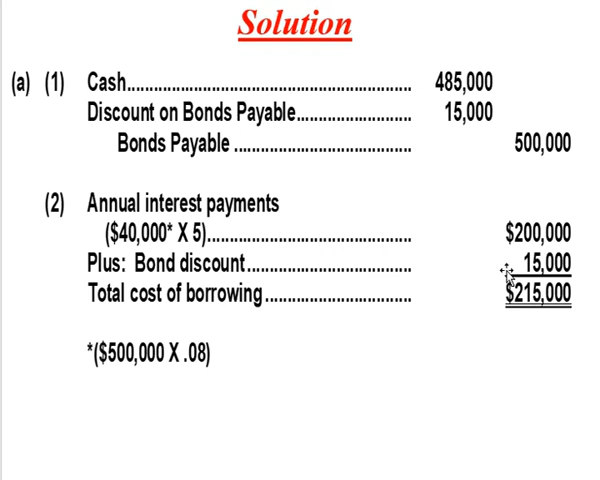 Solution
(a) (1) Cash.............................................................. 485,000
Discount on Bonds Payable......................... 15,000
Bonds Payable ....................................... 500,000
(2) Annual interest payments
($40,000* X 5)............................................. $200,000
Plus: Bond discount.................................... 15,000
Total cost of borrowing................................ $215,000
*($500,000 X .08)